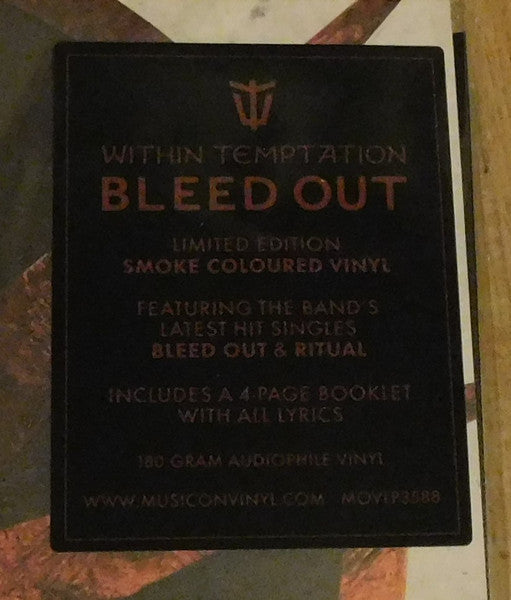 WITHIN TEMPTATION
BLEED OUT
LIMITED EDITION
SMOKE COLOURED VINYL
FEATURING THE BAND'S
LATEST HIT SINGLES
BLEED OUT & RITUAL
INCLUDES A 4-PAGE BOOKLET
WITH ALL LYRICS
180 GRAM AUDIOPHILE VINYL
WWW.MUSICONVINYL.COM MOVLP3588